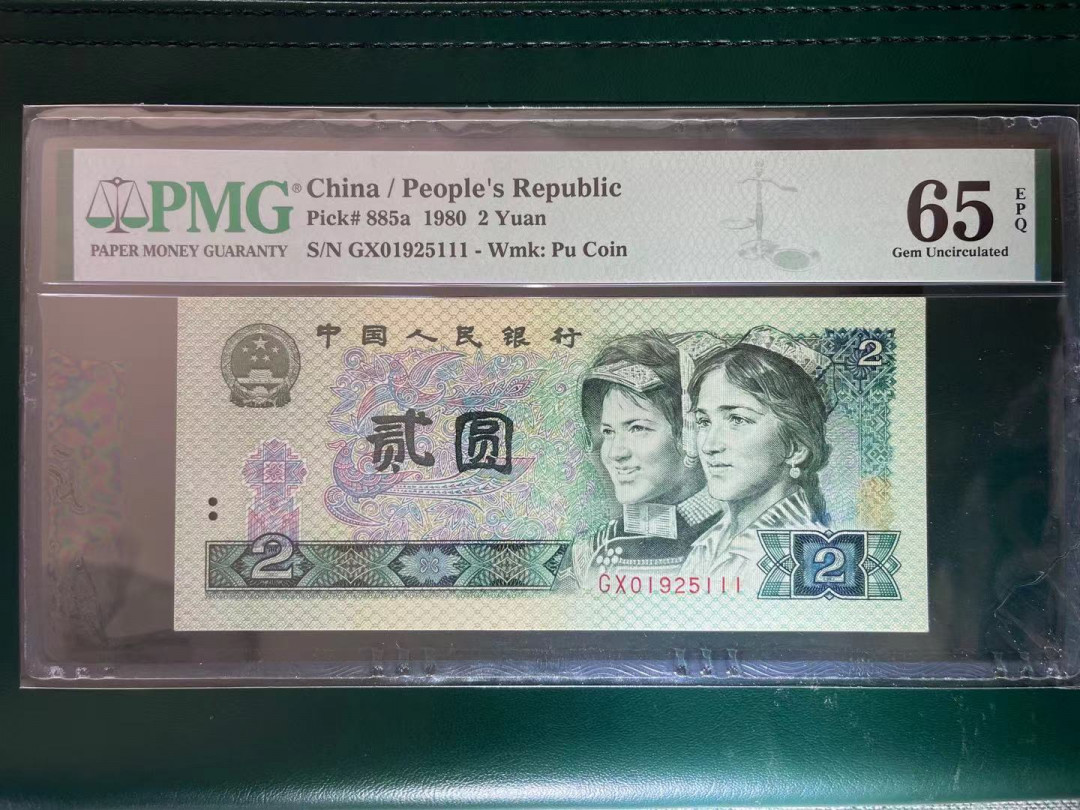 PMG® China / People's Republic
Pick# 885a 1980 2 Yuan
PAPER MONEY GUARANTY S/N GX01925111 - Wmk: Pu Coin
65 EPQ
Gem Uncirculated
中国人民银行
2
贰圆
2
2
GX01925111